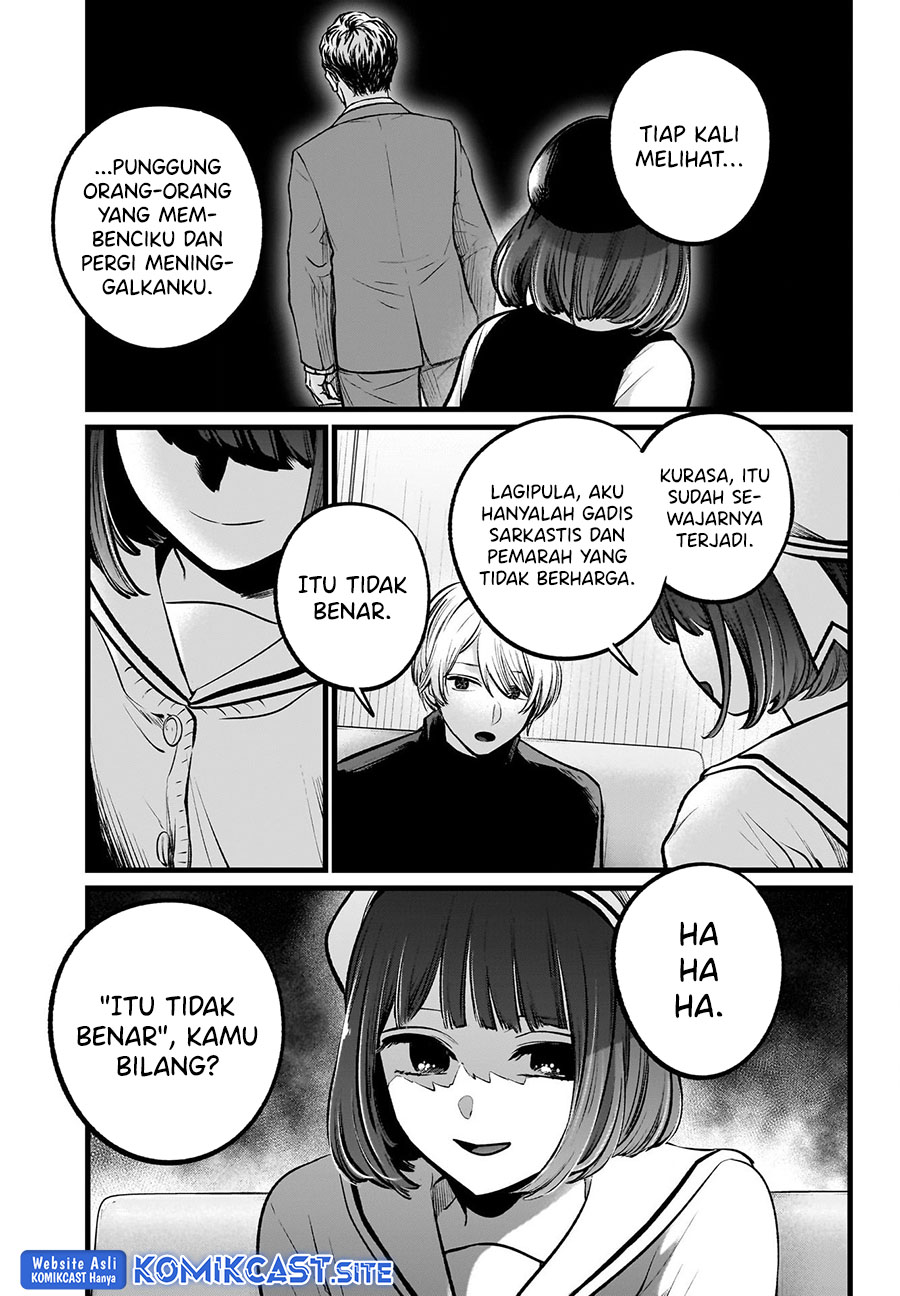 TIAP KALI
MELIHAT...
...PUNGGUNG
ORANG-ORANG
YANG MEM-
BENCIKU DAN
PERGI MENING-
GALKANKU.
KURASA, ITU
SUDAH SE-
WAJARNYA
TERJADI.
LAGIPULA, AKU
HANYALAH GADIS
SARKASTIS DAN
PEMARAH YANG
TIDAK BERHARGA.
ITU TIDAK
BENAR.
HA
HA
HA.
"ITU TIDAK
BENAR", KAMU
BILANG?
Website Asli
KOMIKCAST Hanya
KOMIKCAST.SITE